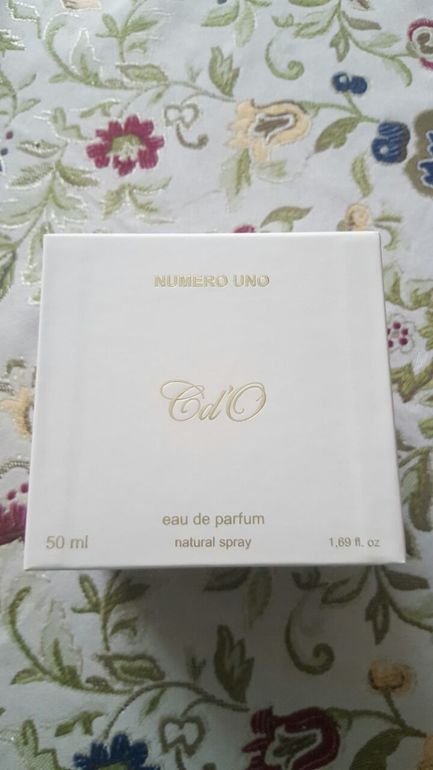 NUMERO UNO
Cd'O
eau de parfum
50 ml natural spray 1,69 fl. oz